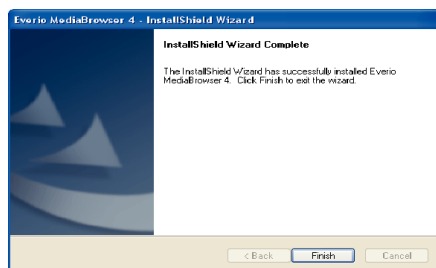 Everio MediaBrowser 4 - InstallShield Wizard
InstallShield Wizard Complete
The InstallShield Wizard has successfully installed Everio
MediaBrowser 4. Click Finish to exit the wizard.
< Back Finish Cancel